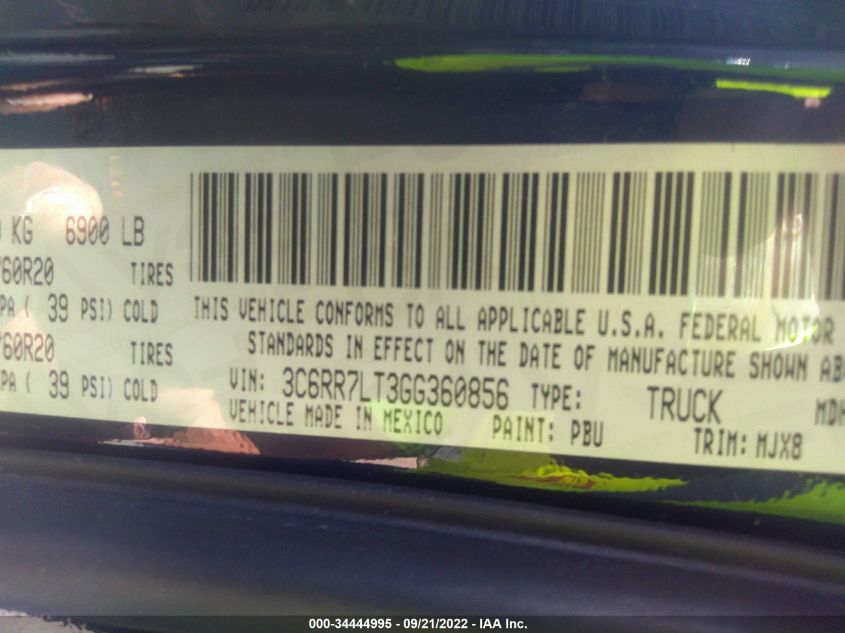 KG 6900 LB
60R20 TIRES
PA ( 39 PSI) COLD
60R20 TIRES
PA ( 39 PSI) COLD
THIS VEHICLE CONFORMS TO ALL APPLICABLE U.S.A. FEDERAL MOTOR
STANDARDS IN EFFECT ON THE DATE OF MANUFACTURE SHOWN AB
VIN: 3C6RR7LT3GG360856 TYPE: TRUCK MDH
VEHICLE MADE IN MEXICO PAINT: PBU TRIM: MJX8
000-34444995 - 09/21/2022 - IAA Inc.